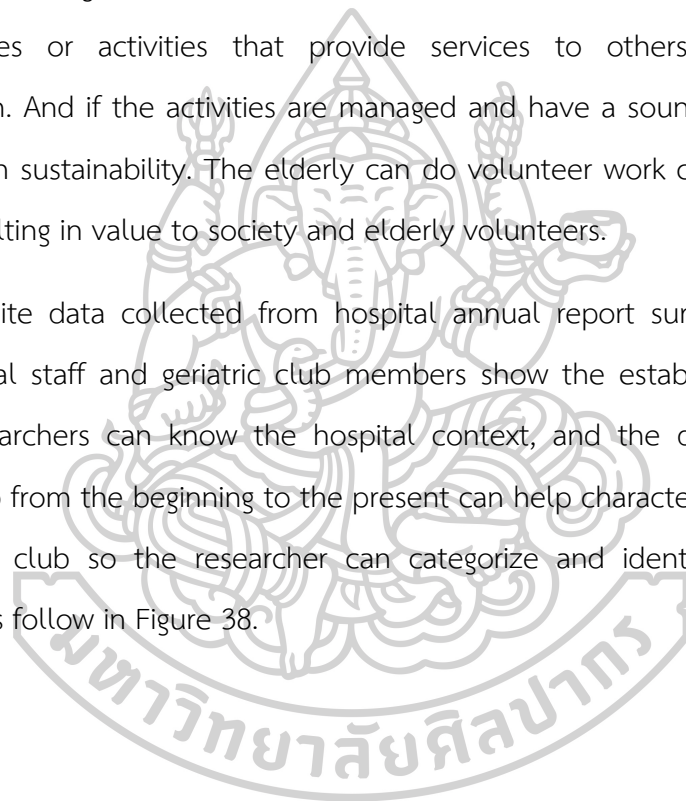 es or activities that provide services to others
n. And if the activities are managed and have a soun
n sustainability. The elderly can do volunteer work o
lting in value to society and elderly volunteers.
ite data collected from hospital annual report sur
al staff and geriatric club members show the estab
archers can know the hospital context, and the
from the beginning to the present can help characte
club so the researcher can categorize and ident
s follow in Figure 38.
มหาวิทยาลัยศิลปากร